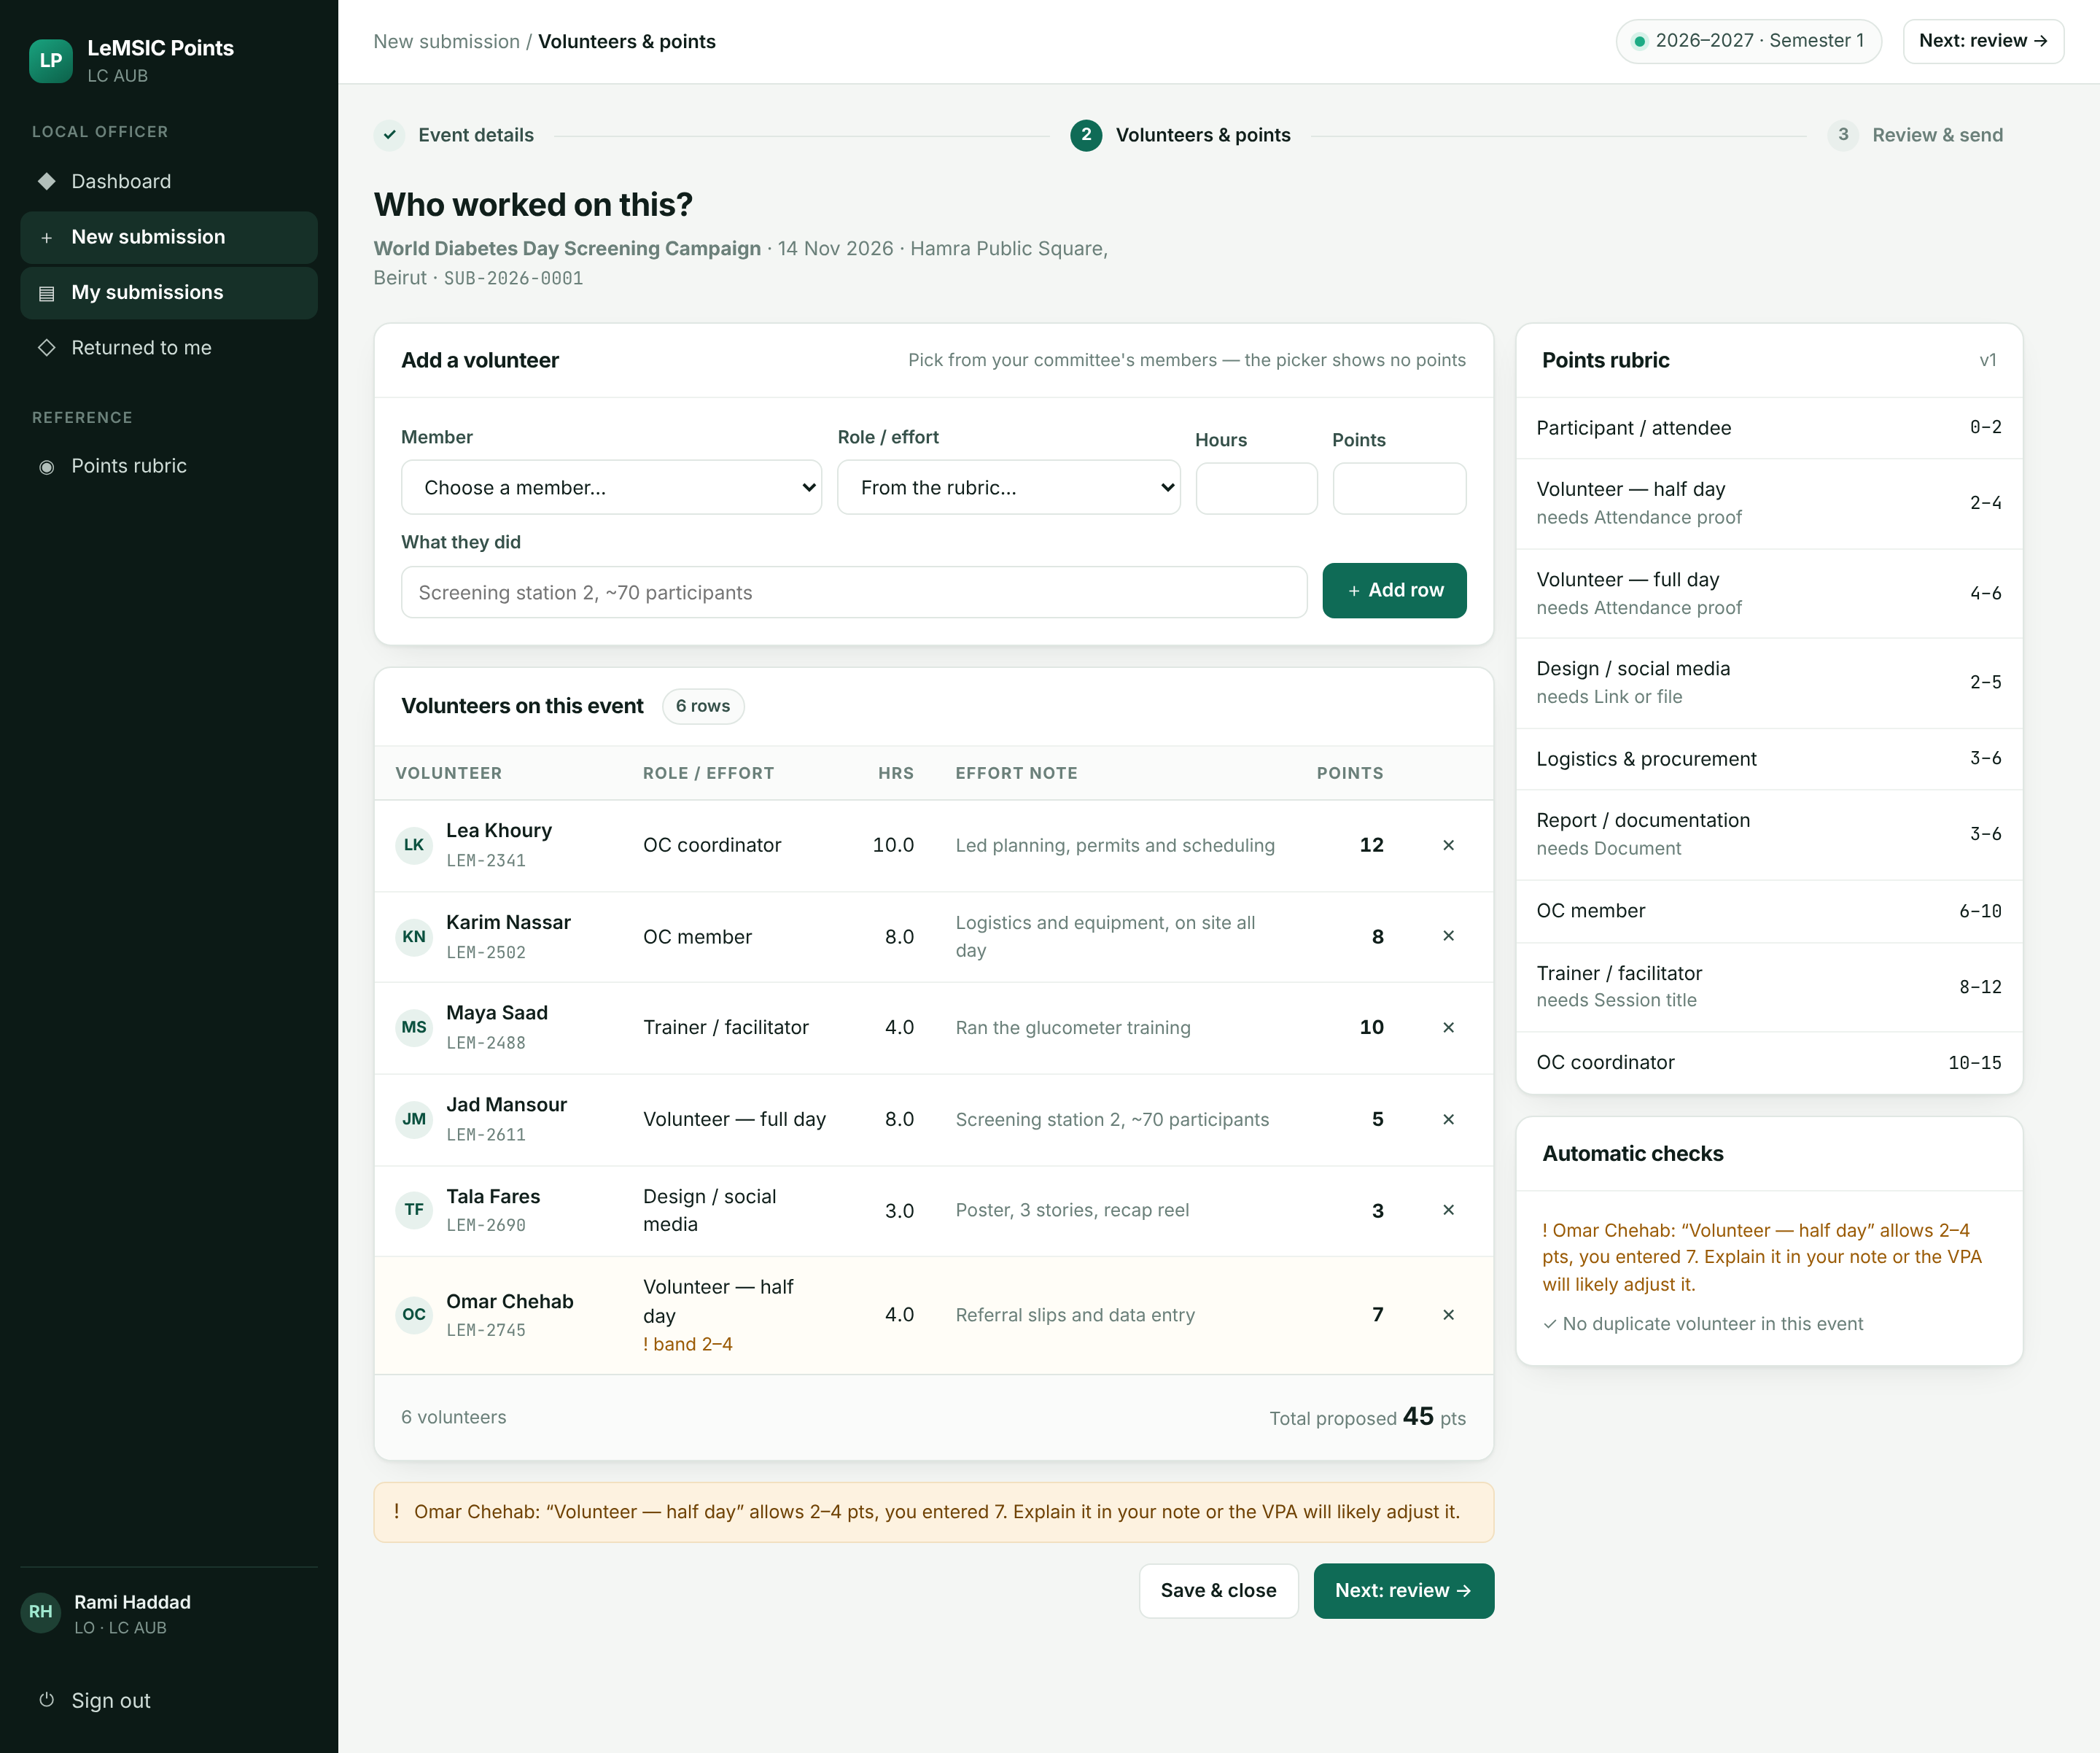 LP
LeMSIC Points
LC AUB
LOCAL OFFICER
◆ Dashboard
+ New submission
▤ My submissions
◇ Returned to me
REFERENCE
◉ Points rubric
RH
Rami Haddad
LO · LC AUB
⏻ Sign out
New submission / Volunteers & points
2026–2027 · Semester 1
Next: review →
✓ Event details
2 Volunteers & points
3 Review & send
Who worked on this?
World Diabetes Day Screening Campaign · 14 Nov 2026 · Hamra Public Square,
Beirut · SUB-2026-0001
Add a volunteer
Pick from your committee's members — the picker shows no points
Member
Role / effort
Hours
Points
Choose a member…
From the rubric…
What they did
Screening station 2, ~70 participants
+ Add row
Volunteers on this event
6 rows
VOLUNTEER ROLE / EFFORT HRS EFFORT NOTE POINTS
LK
Lea Khoury
LEM-2341
OC coordinator
10.0
Led planning, permits and scheduling
12
×
KN
Karim Nassar
LEM-2502
OC member
8.0
Logistics and equipment, on site all
day
8
×
MS
Maya Saad
LEM-2488
Trainer / facilitator
4.0
Ran the glucometer training
10
×
JM
Jad Mansour
LEM-2611
Volunteer — full day
8.0
Screening station 2, ~70 participants
5
×
TF
Tala Fares
LEM-2690
Design / social
media
3.0
Poster, 3 stories, recap reel
3
×
OC
Omar Chehab
LEM-2745
Volunteer — half
day
! band 2–4
4.0
Referral slips and data entry
7
×
6 volunteers
Total proposed 45 pts
! Omar Chehab: “Volunteer — half day” allows 2–4 pts, you entered 7. Explain it in your note or the VPA will likely adjust it.
Save & close
Next: review →
Points rubric
v1
Participant / attendee
0–2
Volunteer — half day
needs Attendance proof
2–4
Volunteer — full day
needs Attendance proof
4–6
Design / social media
needs Link or file
2–5
Logistics & procurement
3–6
Report / documentation
needs Document
3–6
OC member
6–10
Trainer / facilitator
needs Session title
8–12
OC coordinator
10–15
Automatic checks
! Omar Chehab: “Volunteer — half day” allows 2–4
pts, you entered 7. Explain it in your note or the VPA
will likely adjust it.
✓ No duplicate volunteer in this event